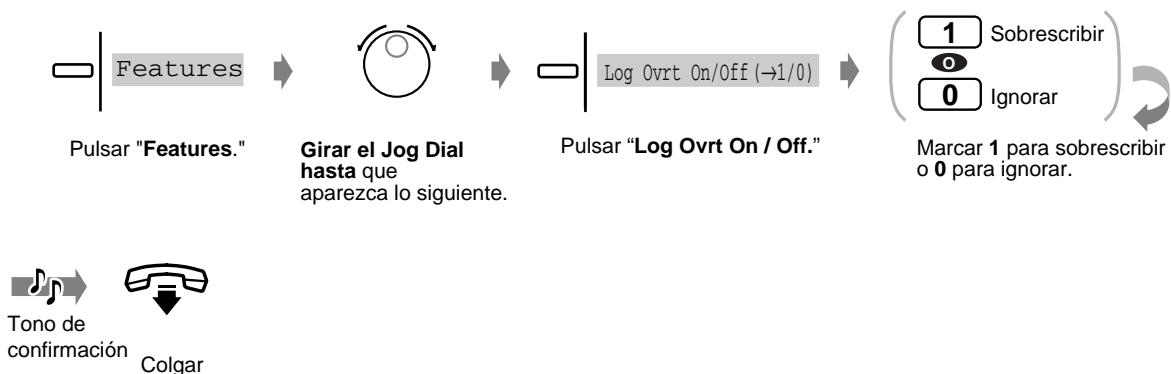 Features
Log Ovrt On/Off (→1/0)
1 Sobrescribir
O
0 Ignorar
Pulsar "Features."
Girar el Jog Dial
hasta que
aparezca lo siguiente.
Pulsar “Log Ovrt On / Off.”
Marcar 1 para sobrescribir
o 0 para ignorar.
Tono de
confirmación
Colgar